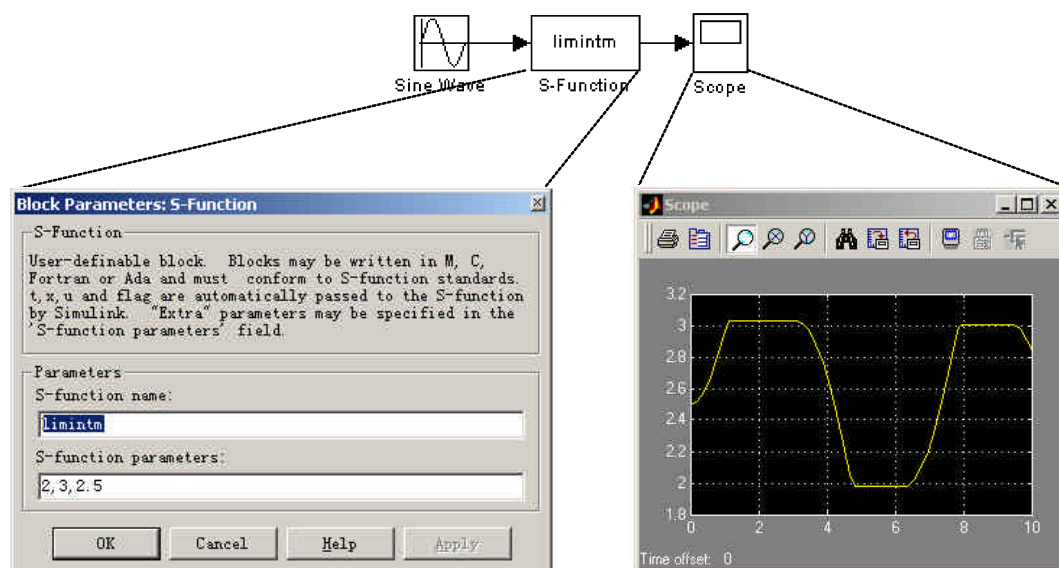 limintm
Sine Wave
S-Function
Scope
Block Parameters: S-Function
S-Function
User-definable block. Blocks may be written in M, C,
Fortran or Ada and must conform to S-function standards.
t,x,u and flag are automatically passed to the S-function
by Simulink. "Extra" parameters may be specified in the
'S-function parameters' field.
Parameters
S-function name:
limintm
S-function parameters:
2,3,2.5
OK
Cancel
Help
Apply
Scope
3.2
3
2.8
2.6
2.4
2.2
2
1.8
0
2
4
6
8
10
Time offset: 0